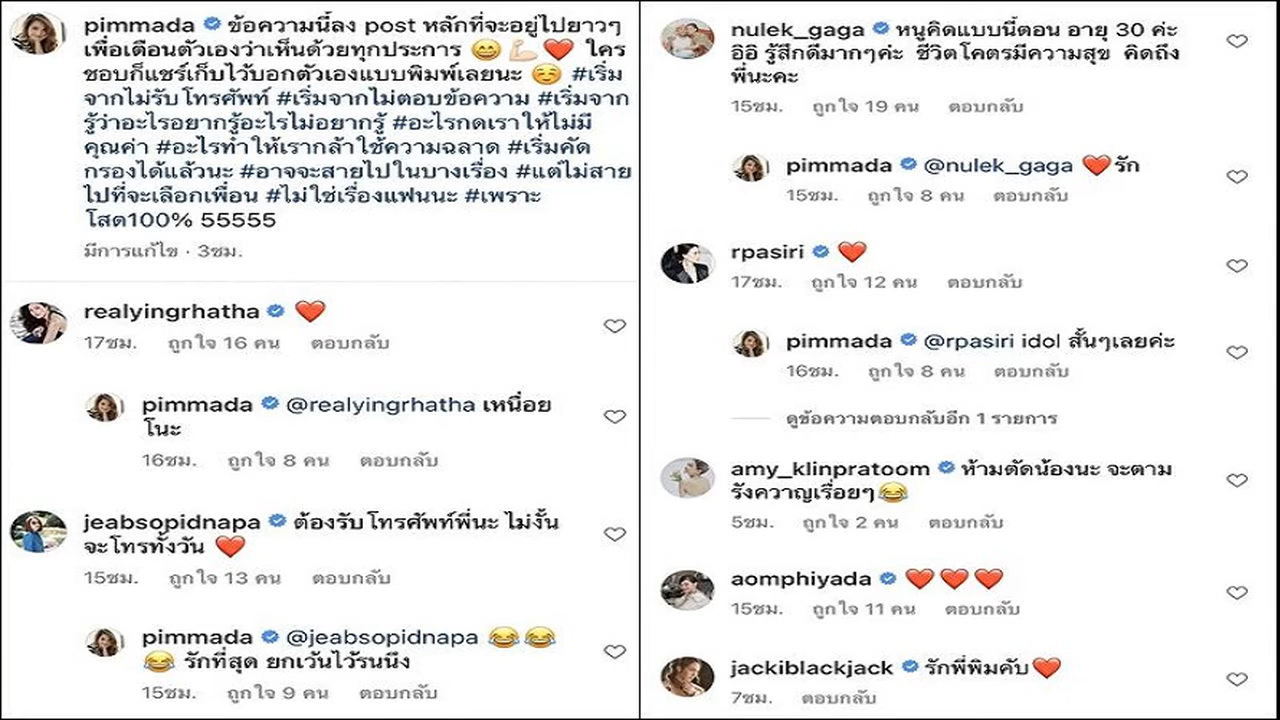 pimmada ข้อความนี้ลง post หลักที่จะอยู่ไปยาวๆ
เพื่อเตือนตัวเองว่าเห็นด้วยทุกประการ 😄💪🏻❤️ ใคร
ชอบก็แชร์เก็บไว้บอกตัวเองแบบพิมพ์เลยนะ ☺️ #เริ่ม
จากไม่รับโทรศัพท์ #เริ่มจากไม่ตอบข้อความ #เริ่มจาก
รู้ว่าอะไรอยากรู้อะไรไม่อยากรู้ #อะไรกดเราให้ไม่มี
คุณค่า #อะไรทำให้เรากล้าใช้ความฉลาด #เริ่มคัด
กรองได้แล้วนะ #อาจจะสายไปในบางเรื่อง #แต่ไม่สาย
ไปที่จะเลือกเพื่อน #ไม่ใช่เรื่องแฟนนะ #เพราะ
โสด100% 55555
มีการแก้ไข · 3ชม.
realyingrhatha ❤️
17ชม. ถูกใจ 16 คน ตอบกลับ
pimmada @realyingrhatha เหนื่อย
โนะ
16ชม. ถูกใจ 8 คน ตอบกลับ
jeabsopidnapa ต้องรับโทรศัพท์พี่นะ ไม่งั้น
จะโทรทั้งวัน ❤️
15ชม. ถูกใจ 13 คน ตอบกลับ
pimmada @jeabsopidnapa 😂😂
😂 รักที่สุด ยกเว้นไว้รนนึง
15ชม. ถูกใจ 9 คน ตอบกลับ
nulek_gaga หนูคิดแบบนี้ตอน อายุ 30 ค่ะ
อิอิ รู้สึกดีมากๆค่ะ ชีวิตโคตรมีความสุข คิดถึง
พี่นะคะ
15ชม. ถูกใจ 19 คน ตอบกลับ
pimmada @nulek_gaga ❤️รัก
15ชม. ถูกใจ 8 คน ตอบกลับ
rpasiri ❤️
17ชม. ถูกใจ 12 คน ตอบกลับ
pimmada @rpasiri idol สั้นๆเลยค่ะ
16ชม. ถูกใจ 8 คน ตอบกลับ
ดูข้อความตอบกลับอีก 1 รายการ
amy_klinpratoom ห้ามตัดน้องนะ จะตาม
รังควาญเรื่อยๆ😂
5ชม. ถูกใจ 2 คน ตอบกลับ
aomphiyada ❤️❤️❤️
15ชม. ถูกใจ 11 คน ตอบกลับ
jackiblackjack รักพี่พิมคับ❤️
7ชม. ตอบกลับ